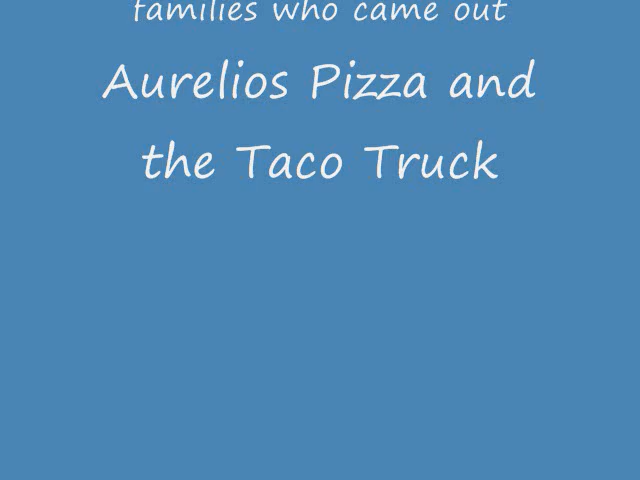 families who came out
Aurelios Pizza and
the Taco Truck